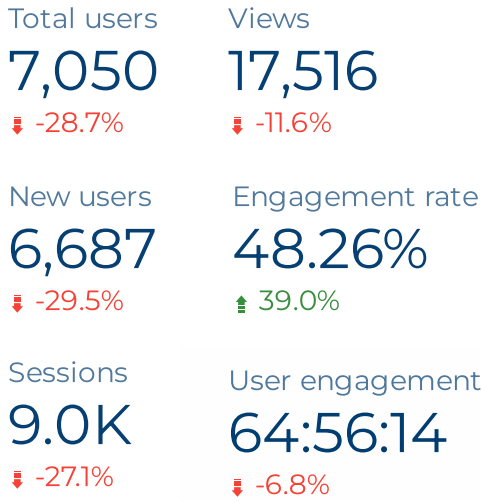 Total users
7,050
-28.7%
Views
17,516
-11.6%
New users
6,687
-29.5%
Engagement rate
48.26%
39.0%
Sessions
9.0K
-27.1%
User engagement
64:56:14
-6.8%